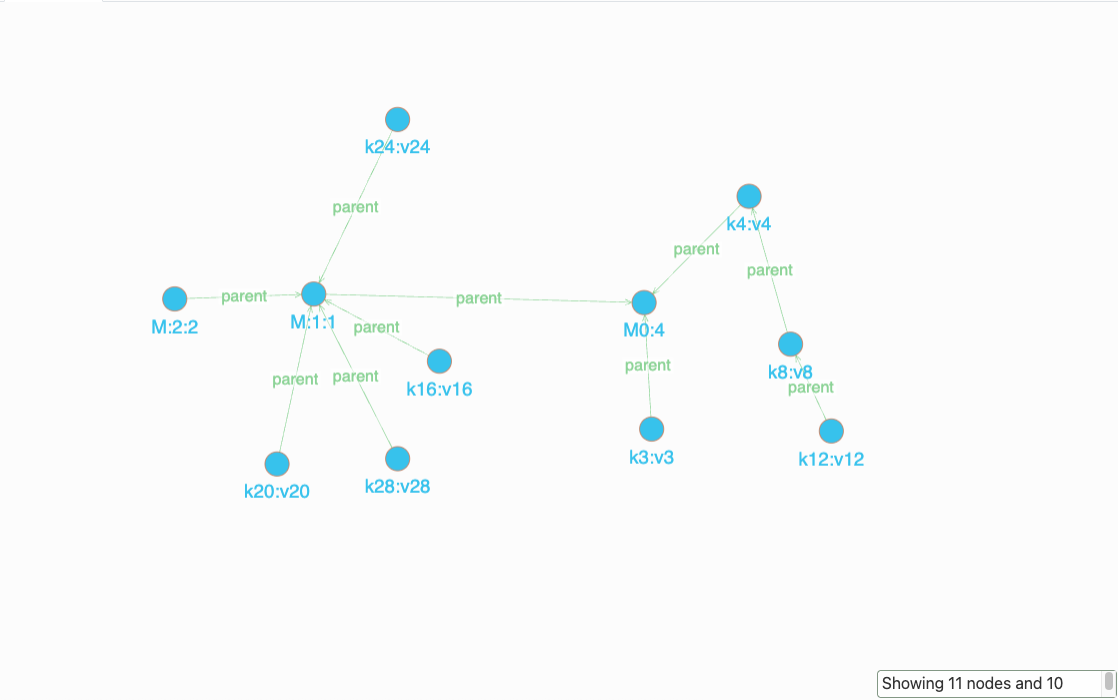 k24:v24
parent
k4:v4
parent
parent
parent
parent
M:2:2
M:1:1
parent
M0:4
k16:v16
parent
k8:v8
parent
parent
parent
k3:v3
k12:v12
k20:v20
k28:v28
Showing 11 nodes and 10